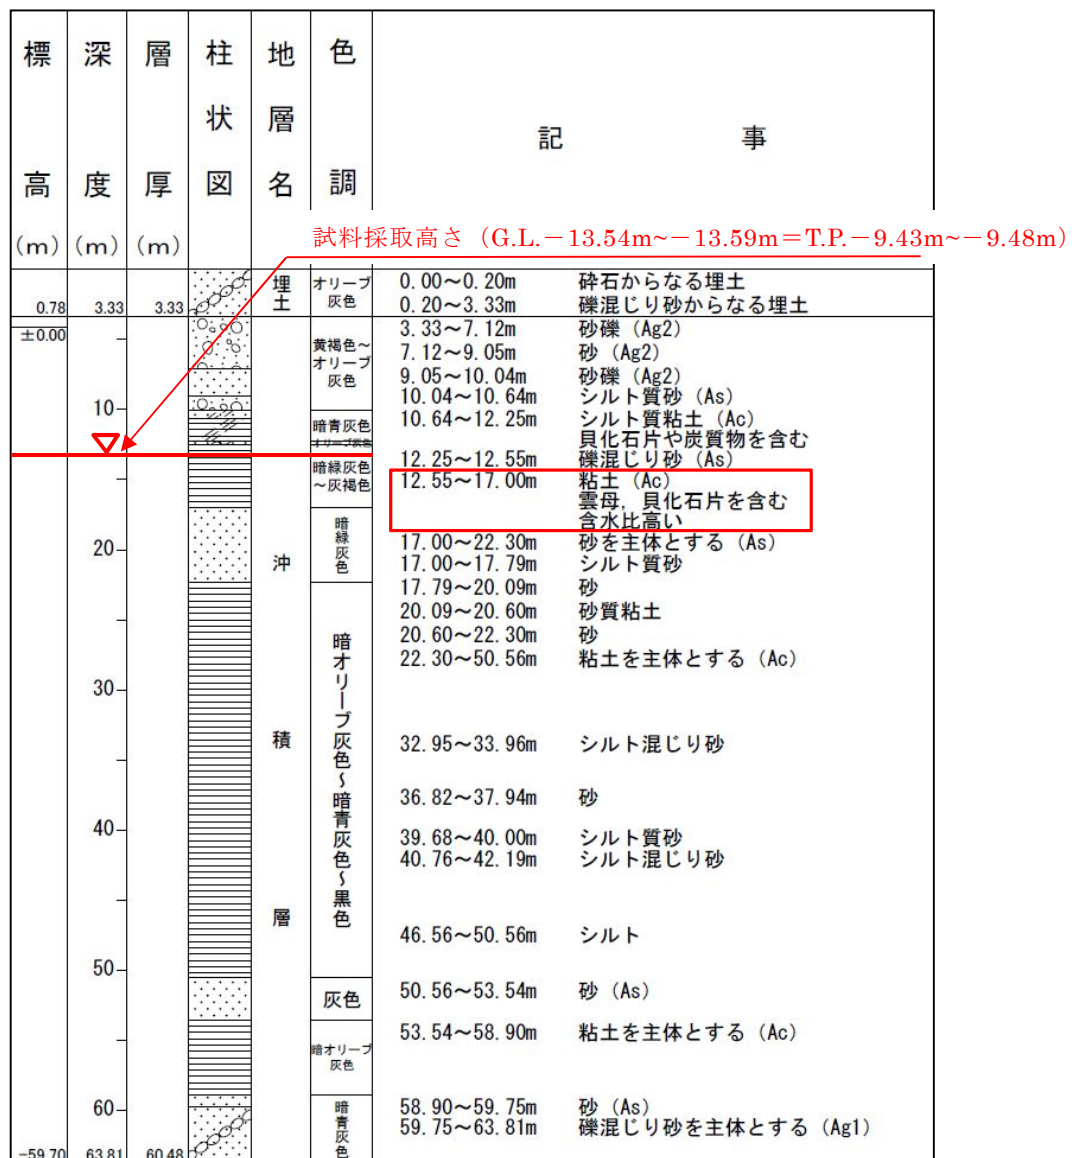 標高（m）
深度（m）
層厚（m）
柱状図
地層名
色調
記事
試料採取高さ（G.L.－13.54m~－13.59m＝T.P.－9.43m~－9.48m）
0.78
3.33
3.33
埋土
オリーブ
灰色
0.00～0.20m 砕石からなる埋土
0.20～3.33m 礫混じり砂からなる埋土
±0.00
黄褐色～
オリーブ
灰色
3.33～7.12m 砂礫（Ag2）
7.12～9.05m 砂（Ag2）
9.05～10.04m 砂礫（Ag2）
10.04～10.64m シルト質砂（As）
10
暗青灰色
オリーブ灰色
10.64～12.25m シルト質粘土（Ac）
貝化石片や炭質物を含む
12.25～12.55m 礫混じり砂（As）
暗緑灰色
～灰褐色
12.55～17.00m 粘土（Ac）
雲母，貝化石片を含む
含水比高い
20
沖積層
暗緑灰色
17.00～22.30m 砂を主体とする（As）
17.00～17.79m シルト質砂
17.79～20.09m 砂
20.09～20.60m 砂質粘土
20.60～22.30m 砂
30
暗オリーブ灰色～暗青灰色～黒色
22.30～50.56m 粘土を主体とする（Ac）
32.95～33.96m シルト混じり砂
36.82～37.94m 砂
40
39.68～40.00m シルト質砂
40.76～42.19m シルト混じり砂
46.56～50.56m シルト
50
灰色
50.56～53.54m 砂（As）
暗オリーブ
灰色
53.54～58.90m 粘土を主体とする（Ac）
60
暗青灰色
58.90～59.75m 砂（As）
59.75～63.81m 礫混じり砂を主体とする（Ag1）
-59.70
63.81
60.48